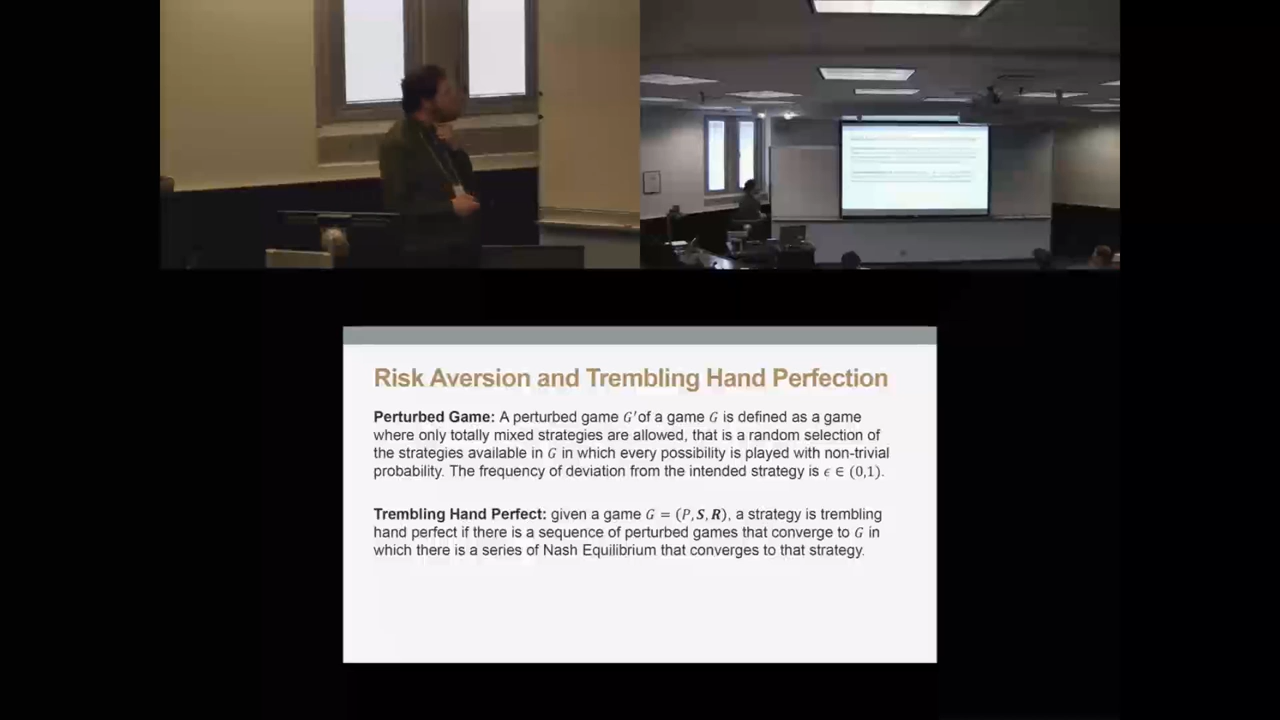 Risk Aversion and Trembling Hand Perfection
Perturbed Game: A perturbed game G′of a game G is defined as a game
where only totally mixed strategies are allowed, that is a random selection of
the strategies available in G in which every possibility is played with non-trivial
probability. The frequency of deviation from the intended strategy is ϵ ∈ (0,1).
Trembling Hand Perfect: given a game G = (P, S, R), a strategy is trembling
hand perfect if there is a sequence of perturbed games that converge to G in
which there is a series of Nash Equilibrium that converges to that strategy.